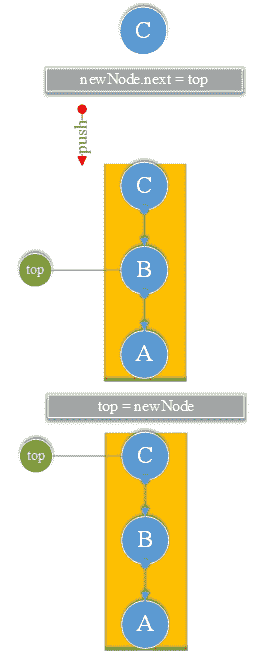 C
newNode.next = top
push
C
top
B
A
top = newNode
top
C
B
A